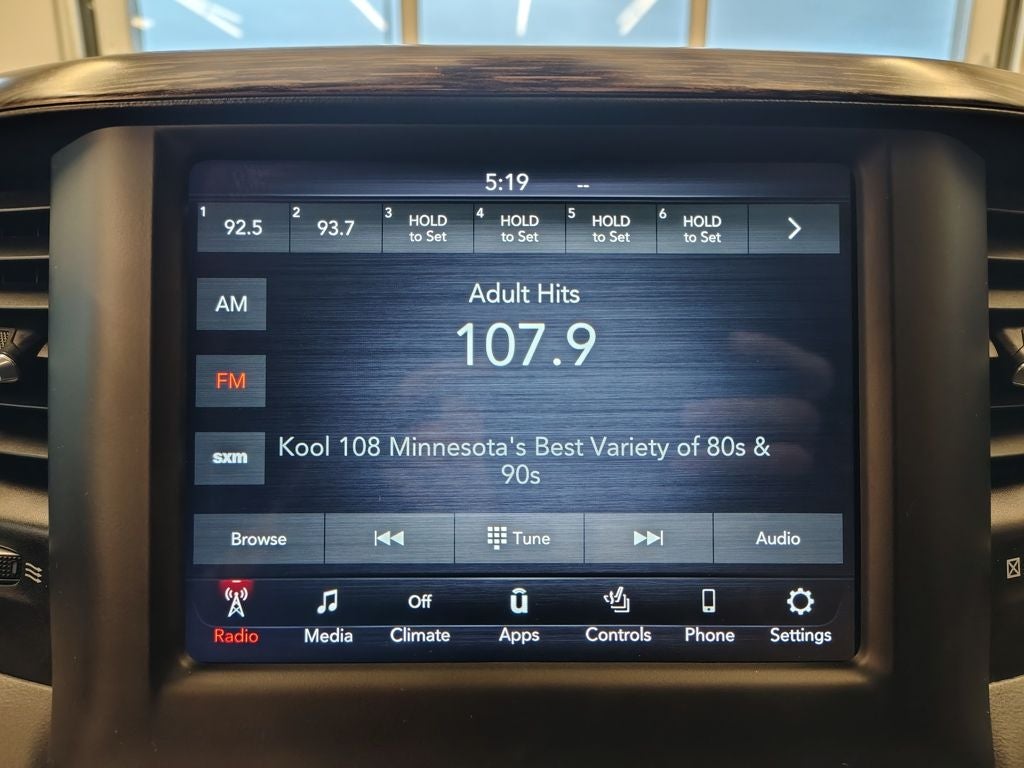 5:19 --
1 92.5 2 93.7 3 HOLD to Set 4 HOLD to Set 5 HOLD to Set 6 HOLD to Set
AM
Adult Hits
107.9
FM
sxm
Kool 108 Minnesota's Best Variety of 80s &
90s
Browse Tune Audio
Off
Radio Media Climate Apps Controls Phone Settings